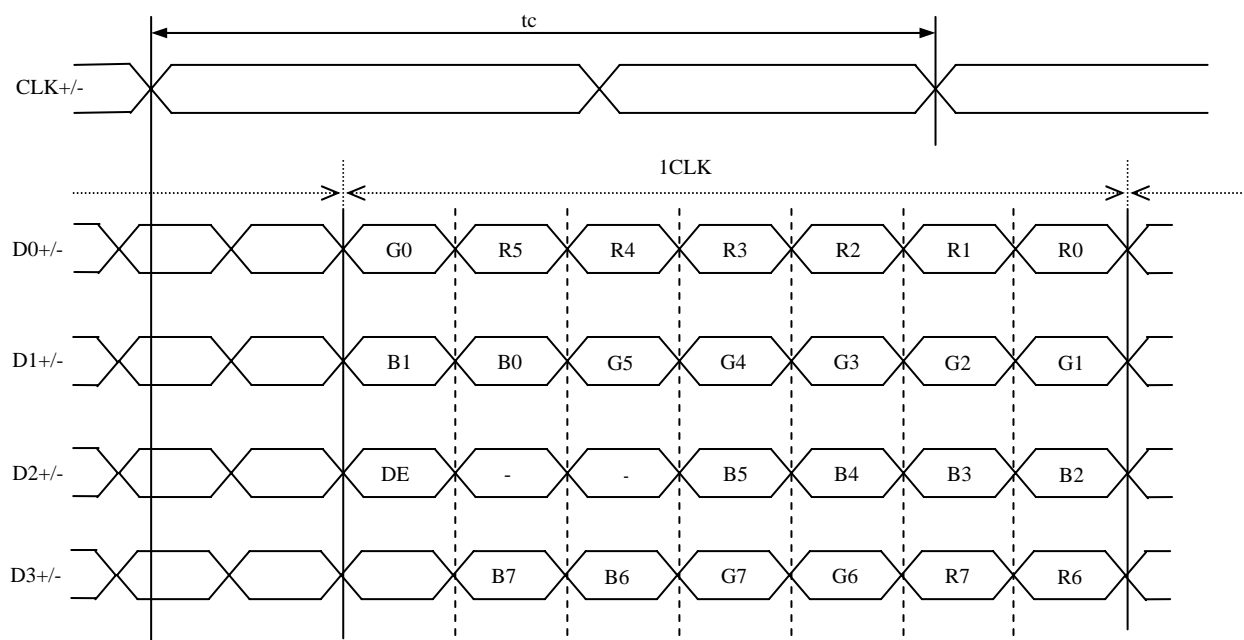 tc
CLK+/-
1CLK
D0+/- G0 R5 R4 R3 R2 R1 R0
D1+/- B1 B0 G5 G4 G3 G2 G1
D2+/- DE - - B5 B4 B3 B2
D3+/- B7 B6 G7 G6 R7 R6